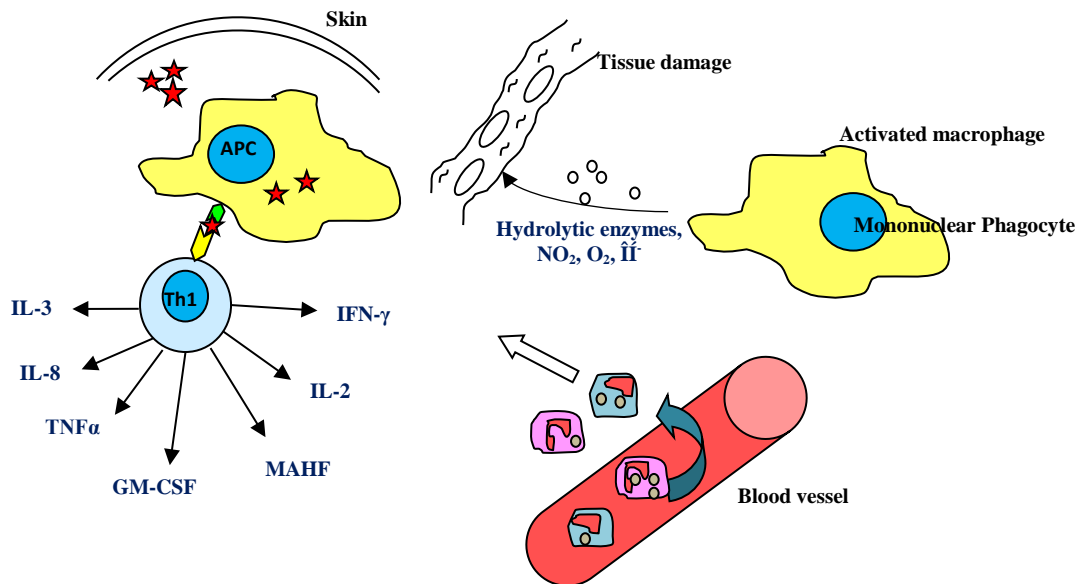 Skin
Tissue damage
Activated macrophage
APC
Mononuclear Phagocyte
Hydrolytic enzymes,
NO₂, O₂, ÎÍ́⁻
Th1
IL-3
IFN-γ
IL-8
IL-2
TNFα
MAHF
GM-CSF
Blood vessel